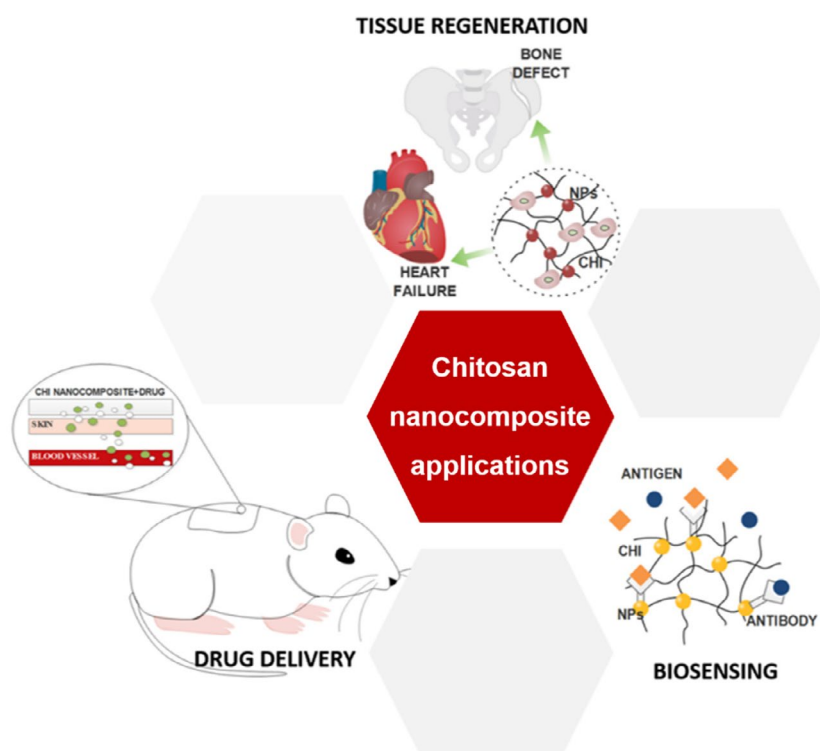 TISSUE REGENERATION
BONE
DEFECT
NPs
CHI
HEART
FAILURE
Chitosan
nanocomposite
applications
CHI NANOCOMPOSITE+DRUG
SKIN
BLOOD VESSEL
DRUG DELIVERY
ANTIGEN
CHI
NPs
ANTIBODY
BIOSENSING